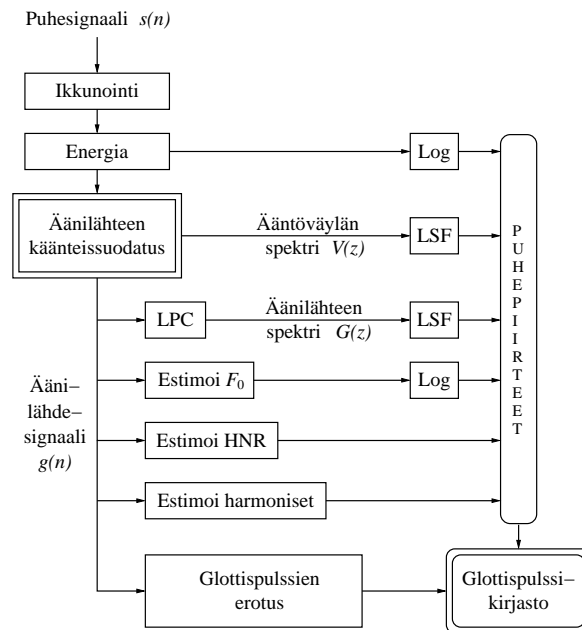 Puhesignaali s(n)
Ikkunointi
Energia
Log
Äänilähteen
käänteissuodatus
Ääntöväylän
spektri V(z)
LSF
LPC
Äänilähteen
spektri G(z)
LSF
Estimoi F₀
Log
Ääni–
lähde–
signaali
g(n)
Estimoi HNR
Estimoi harmoniset
PUHEPIIRTEET
Glottispulssien
erotus
Glottispulssi–
kirjasto